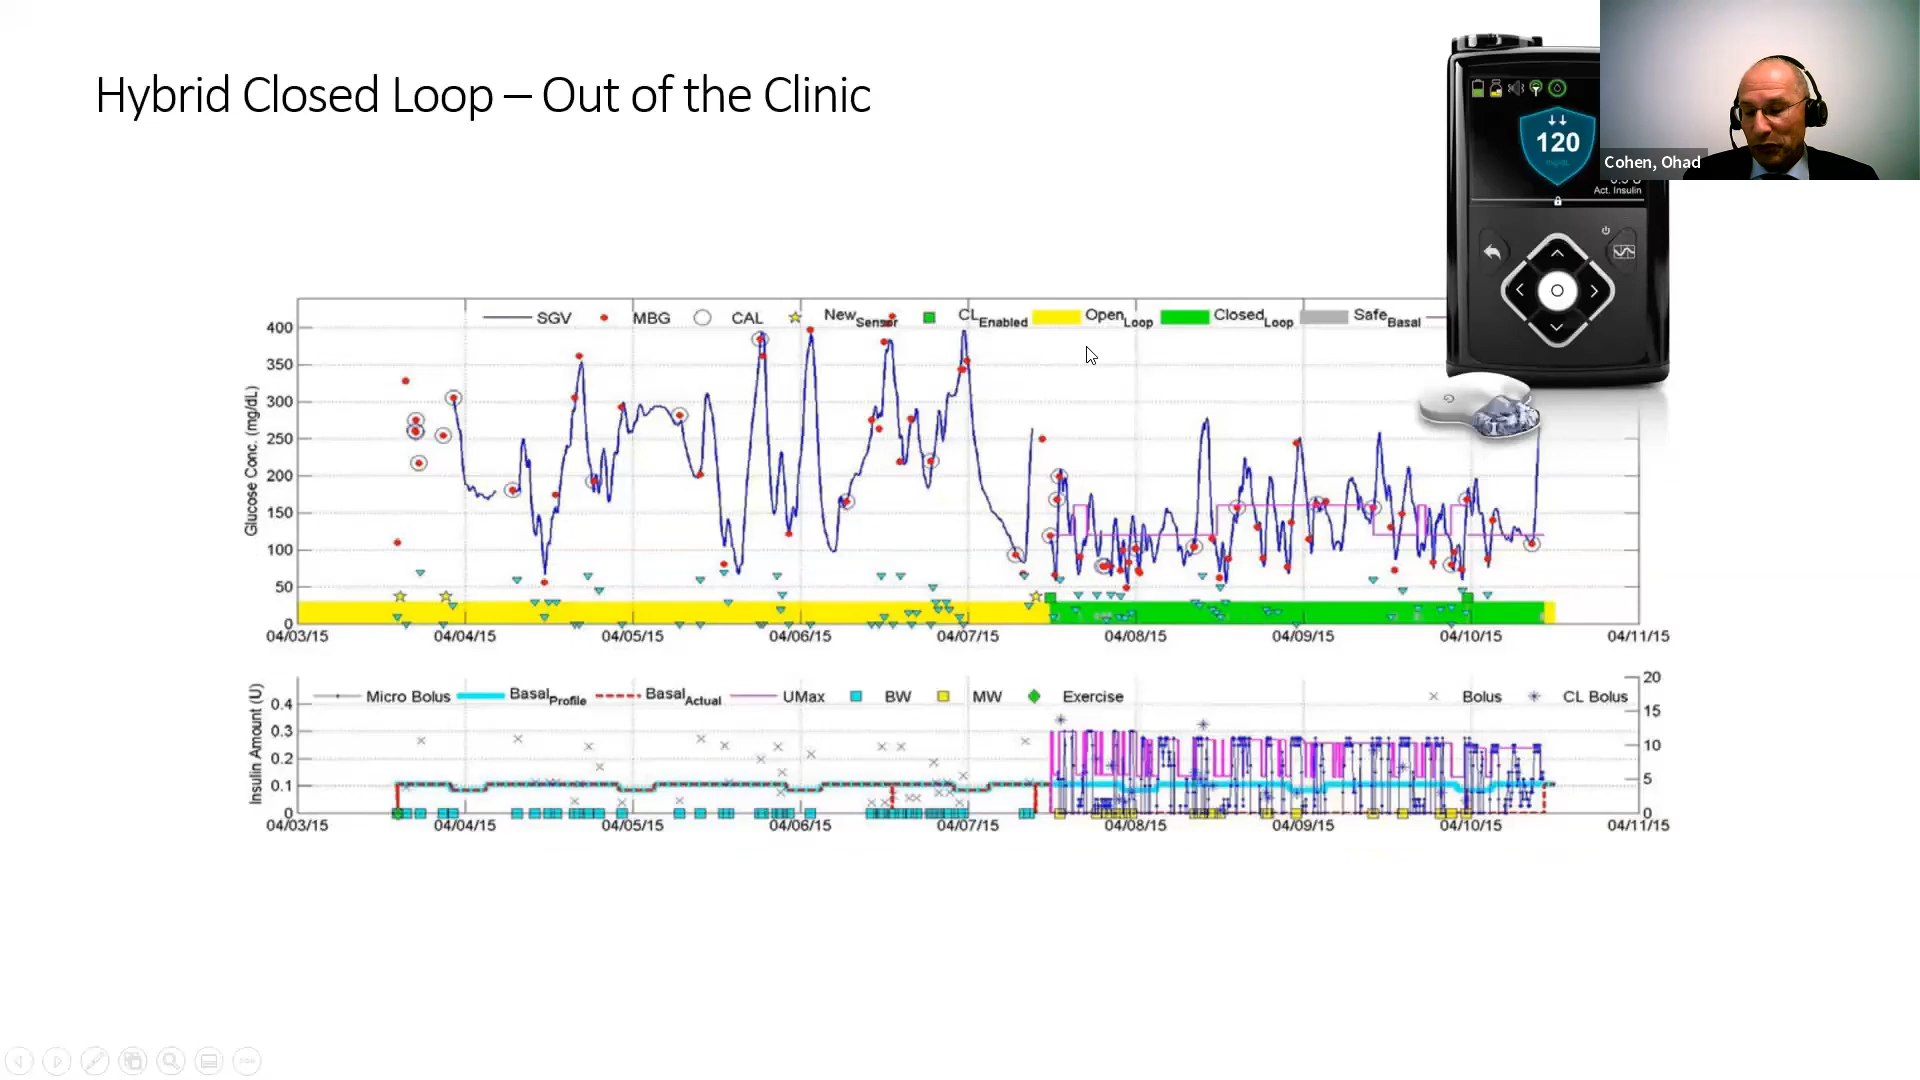 Hybrid Closed Loop – Out of the Clinic
120
mg/dL
Act. Insulin
Cohen, Ohad
SGV MBG CAL New Sensor CL Enabled Open Loop Closed Loop Safe Basal
Glucose Conc. (mg/dL)
400
350
300
250
200
150
100
50
0
04/03/15 04/04/15 04/05/15 04/06/15 04/07/15 04/08/15 04/09/15 04/10/15 04/11/15
Micro Bolus Basal Profile Basal Actual UMax BW MW Exercise Bolus CL Bolus
Insulin Amount (U)
0.4
0.3
0.2
0.1
0
20
15
10
5
0
04/03/15 04/04/15 04/05/15 04/06/15 04/07/15 04/08/15 04/09/15 04/10/15 04/11/15